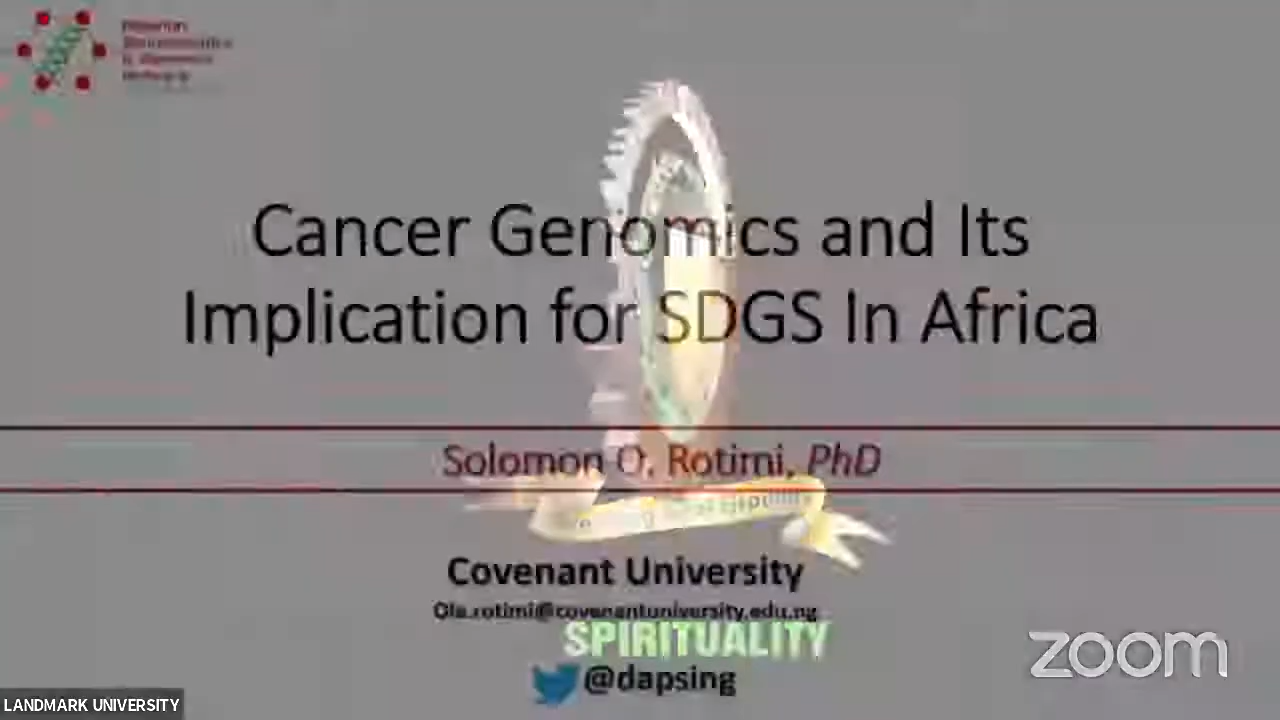 Cancer Genomics and Its
Implication for SDGS In Africa
Solomon O. Rotimi, PhD
Covenant University
Ola.rotimi@covenantuniversity.edu.ng
SPIRITUALITY
@dapsing
zoom
LANDMARK UNIVERSITY